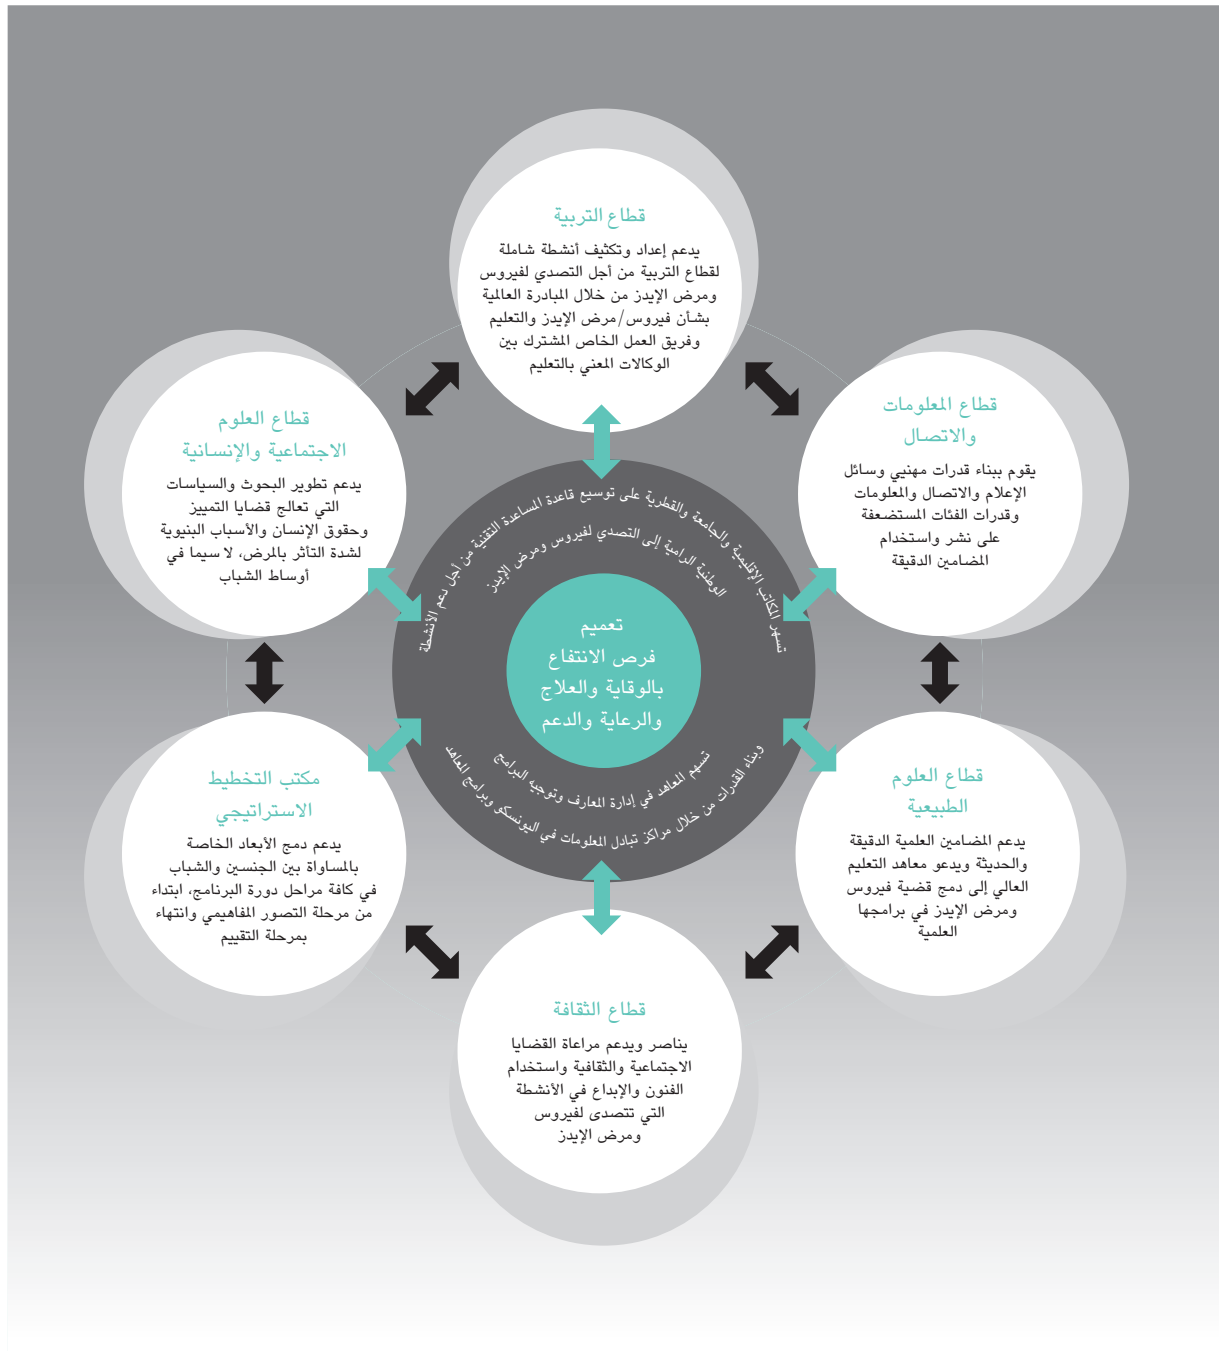 قطاع التربية
يدعم إعداد وتكثيف أنشطة شاملة
لقطاع التربية من أجل التصدي لفيروس
ومرض الإيدز من خلال المبادرة العالمية
بشأن فيروس/مرض الإيدز والتعليم
وفريق العمل الخاص المشترك بين
الوكالات المعني بالتعليم
قطاع المعلومات
والاتصال
يقوم ببناء قدرات مهنيي وسائل
الإعلام والاتصال والمعلومات
وقدرات الفئات المستضعفة
على نشر واستخدام
المضامين الدقيقة
قطاع العلوم
الطبيعية
يدعم المضامين العلمية الدقيقة
والحديثة ويدعو معاهد التعليم
العالي إلى دمج قضية فيروس
ومرض الإيدز في برامجها
العلمية
قطاع الثقافة
يناصر ويدعم مراعاة القضايا
الاجتماعية والثقافية واستخدام
الفنون والإبداع في الأنشطة
التي تتصدى لفيروس
ومرض الإيدز
مكتب التخطيط
الاستراتيجي
يدعم دمج الأبعاد الخاصة
بالمساواة بين الجنسين والشباب
في كافة مراحل دورة البرنامج، ابتداء
من مرحلة التصور المفاهيمي وانتهاء
بمرحلة التقييم
قطاع العلوم
الاجتماعية والإنسانية
يدعم تطوير البحوث والسياسات
التي تعالج قضايا التمييز
وحقوق الإنسان والأسباب البنيوية
لشدة التأثر بالمرض، لا سيما في
أوساط الشباب
تسهر المكاتب الإقليمية والجامعة والقطرية على توسيع قاعدة المساعدة التقنية من أجل دعم الأنشطة
الوطنية الرامية إلى التصدي لفيروس ومرض الإيدز
تعميم
فرص الانتفاع
بالوقاية والعلاج
والرعاية والدعم
تسهم المعاهد في إدارة المعارف وتوجيه البرامج
وبناء القدرات من خلال مراكز تبادل المعلومات في اليونسكو وبرامج المعاهد